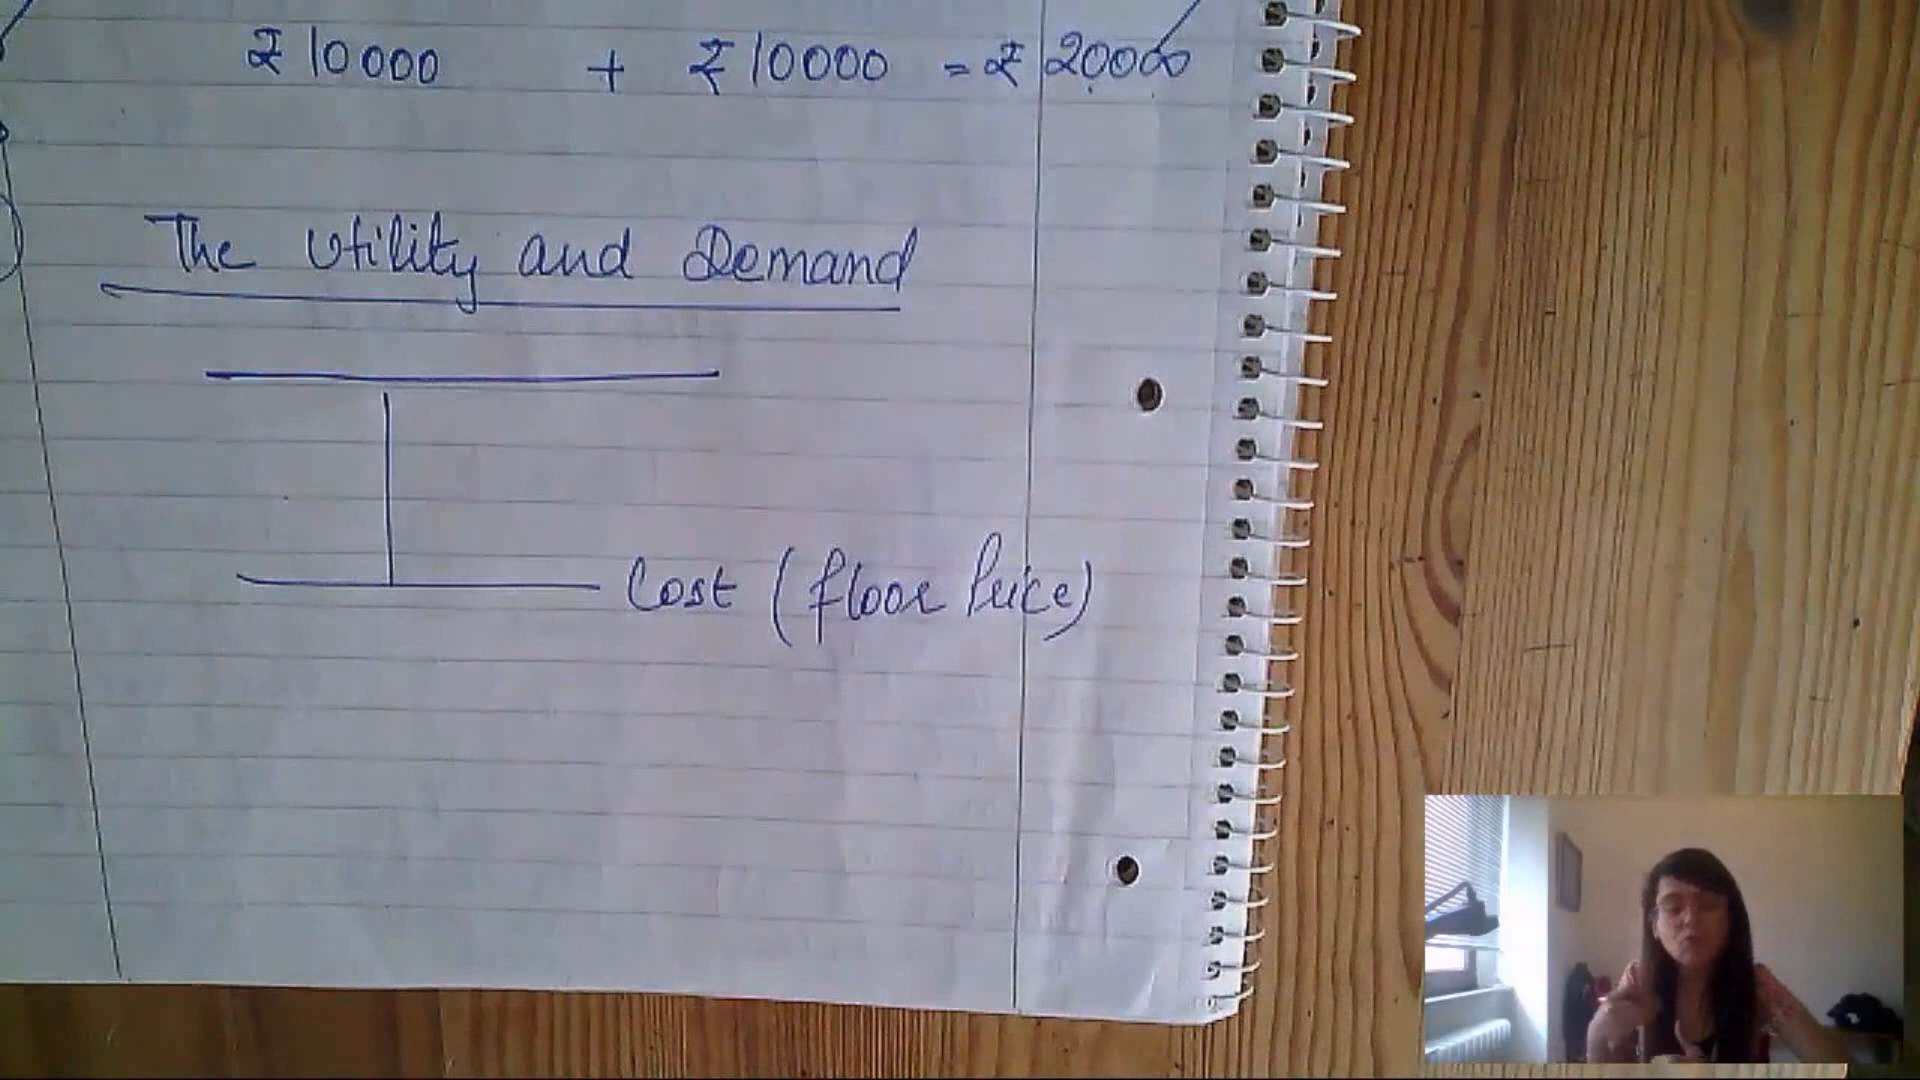 ₹ 10000 + ₹ 10000 = ₹ 20000
The Utility and Demand
Cost (floor Price)